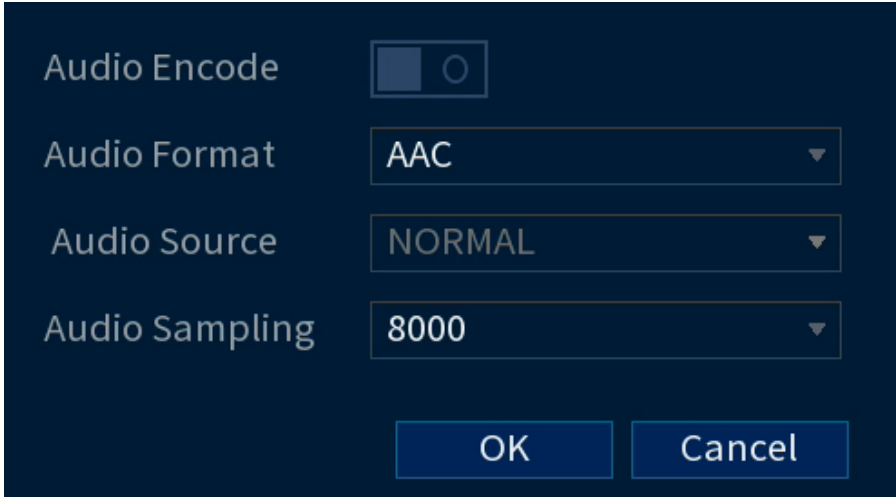 Audio Encode
Audio Format AAC
Audio Source NORMAL
Audio Sampling 8000
OK Cancel